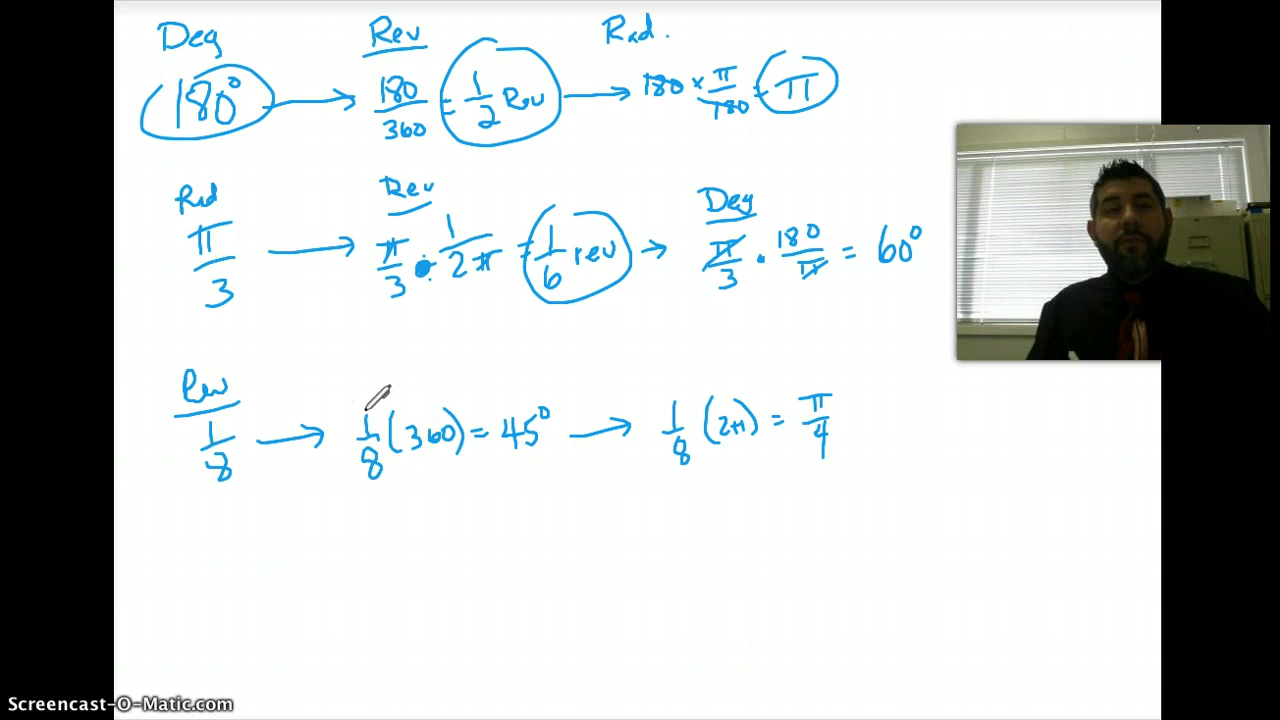 Deg Rev Rad.
180° → 180/360 = 1/2 Rev → 180 × π/180 = π
Rad Rev Deg
π/3 → π/3 · 1/2π = 1/6 rev → π/3 · 180/π = 60°
Rev
1/8 → 1/8 (360) = 45° → 1/8 (2π) = π/4
Screencast-O-Matic.com